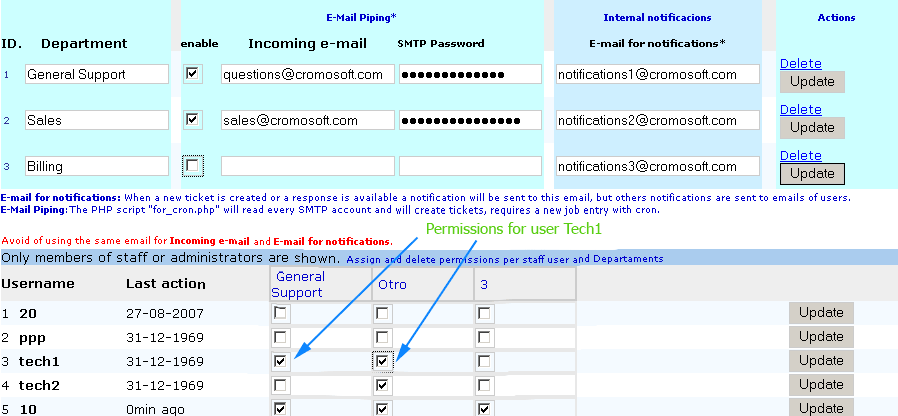 E-Mail Piping* Internal notificacions Actions
ID. Department enable Incoming e-mail SMTP Password E-mail for notifications*
1 General Support questions@cromosoft.com ●●●●●●●●●●●●● notifications1@cromosoft.com Delete
Update
2 Sales sales@cromosoft.com ●●●●●●●●●●●●●●● notifications2@cromosoft.com Delete
Update
3 Billing notifications3@cromosoft.com Delete
Update
E-mail for notifications: When a new ticket is created or a response is available a notification will be sent to this email, but others notifications are sent to emails of users.
E-Mail Piping: The PHP script "for_cron.php" will read every SMTP account and will create tickets, requires a new job entry with cron.
Permissions for user Tech1
Avoid of using the same email for Incoming e-mail and E-mail for notifications.
Only members of staff or administrators are shown. Assign and delete permissions per staff user and Departaments
Username Last action General Support Otro 3
1 20 27-08-2007 Update
2 ppp 31-12-1969 Update
3 tech1 31-12-1969 Update
4 tech2 31-12-1969 Update
5 10 0min ago Update